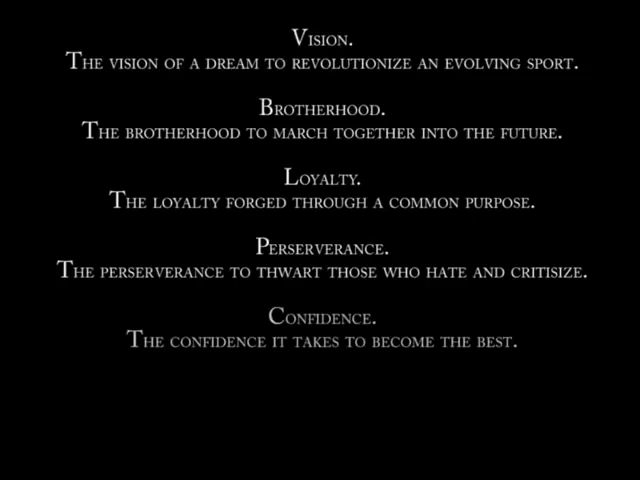 Vision.
The vision of a dream to revolutionize an evolving sport.
Brotherhood.
The brotherhood to march together into the future.
Loyalty.
The loyalty forged through a common purpose.
Perserverance.
The perserverance to thwart those who hate and critisize.
Confidence.
The confidence it takes to become the best.